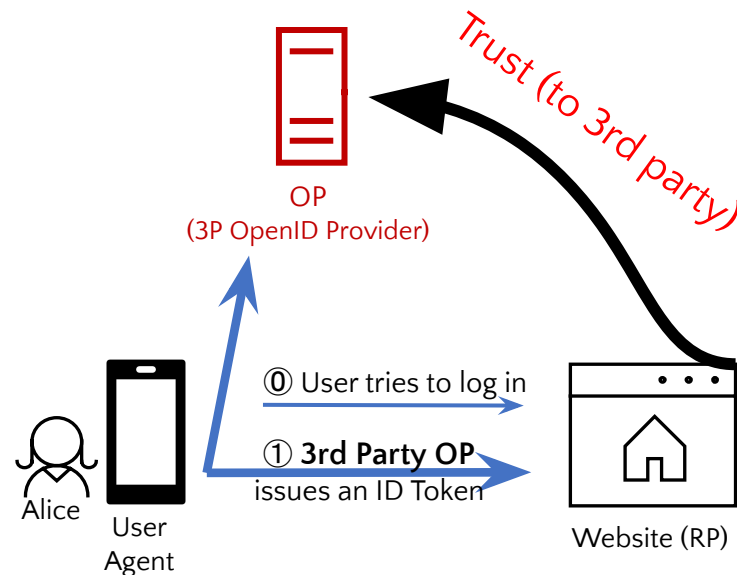 Trust (to 3rd party)
OP
(3P OpenID Provider)
⓪ User tries to log in
① 3rd Party OP
issues an ID Token
Alice
User
Agent
Website (RP)